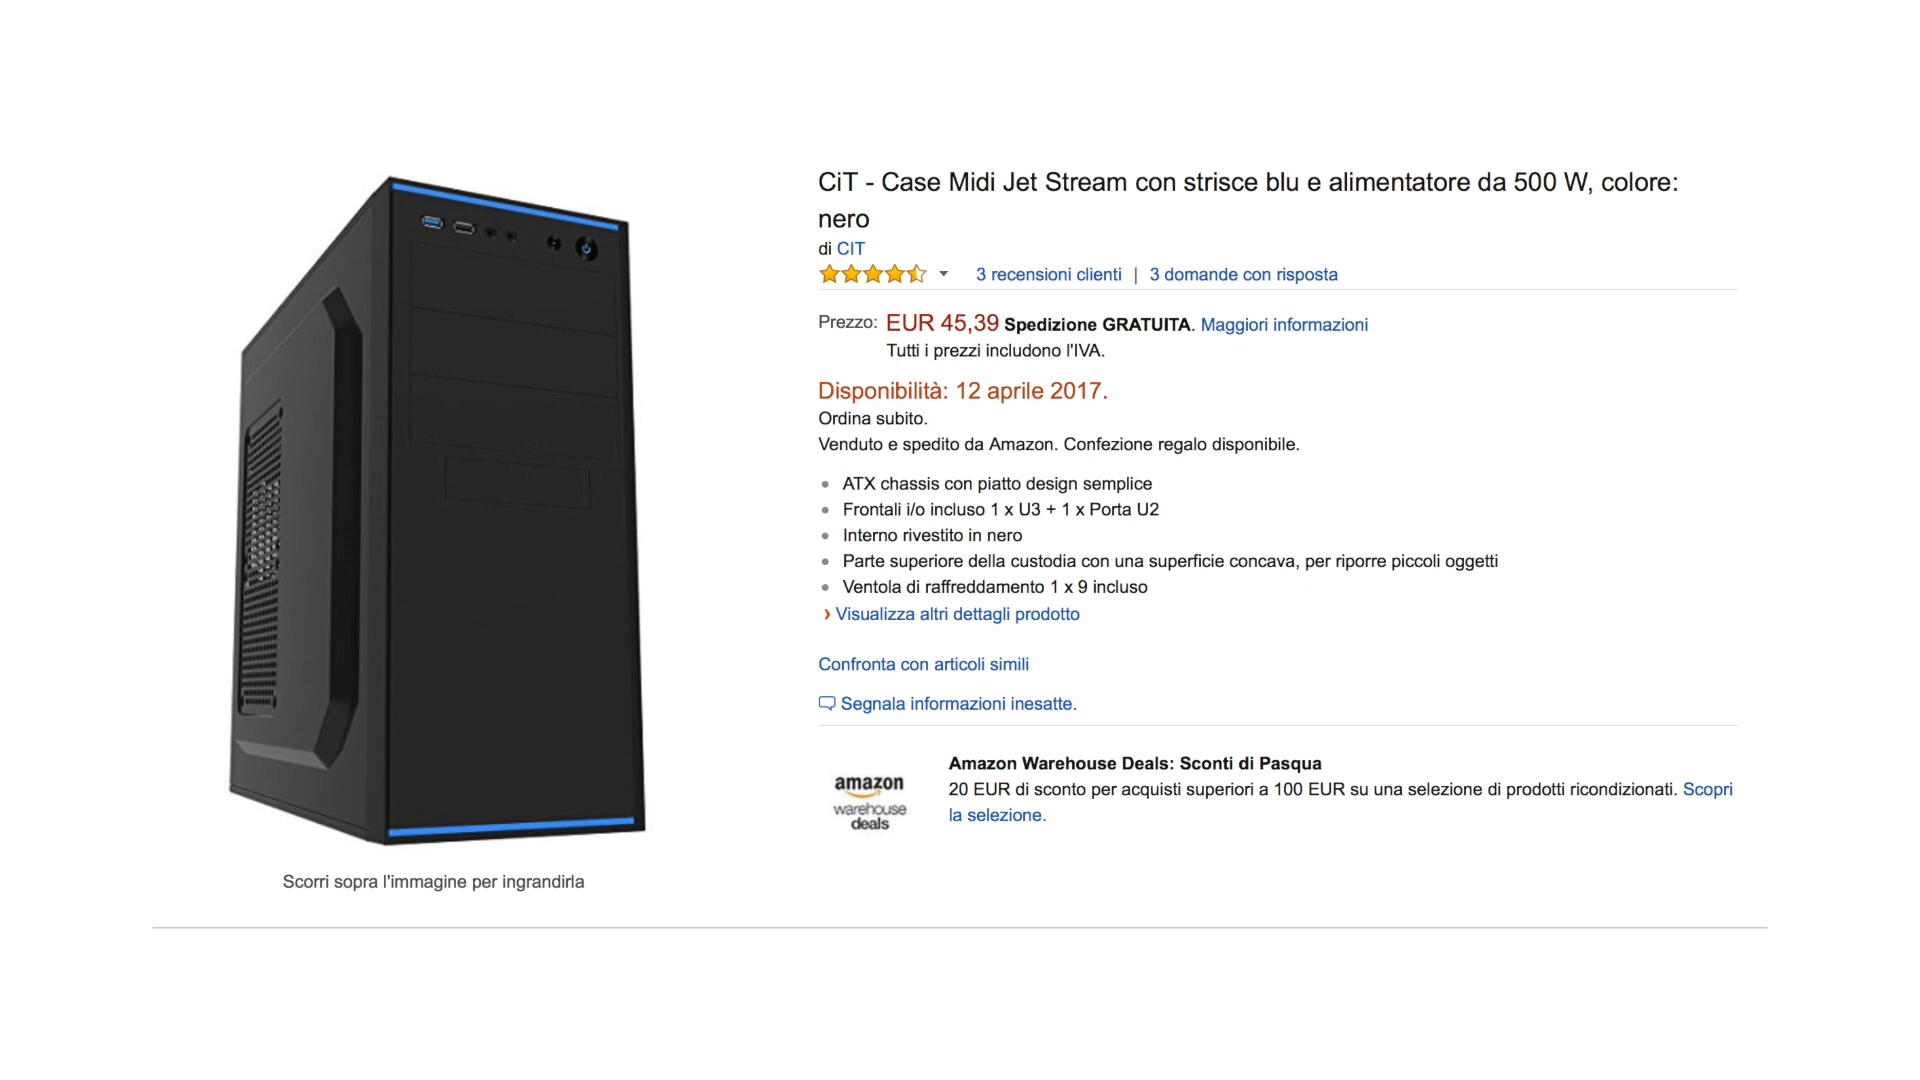 CiT - Case Midi Jet Stream con strisce blu e alimentatore da 500 W, colore:
nero
di CIT
3 recensioni clienti | 3 domande con risposta
Prezzo: EUR 45,39 Spedizione GRATUITA. Maggiori informazioni
Tutti i prezzi includono l'IVA.
Disponibilità: 12 aprile 2017.
Ordina subito.
Venduto e spedito da Amazon. Confezione regalo disponibile.
ATX chassis con piatto design semplice
Frontali i/o incluso 1 x U3 + 1 x Porta U2
Interno rivestito in nero
Parte superiore della custodia con una superficie concava, per riporre piccoli oggetti
Ventola di raffreddamento 1 x 9 incluso
› Visualizza altri dettagli prodotto
Confronta con articoli simili
Segnala informazioni inesatte.
amazon
warehouse
deals
Amazon Warehouse Deals: Sconti di Pasqua
20 EUR di sconto per acquisti superiori a 100 EUR su una selezione di prodotti ricondizionati. Scopri
la selezione.
Scorri sopra l'immagine per ingrandirla